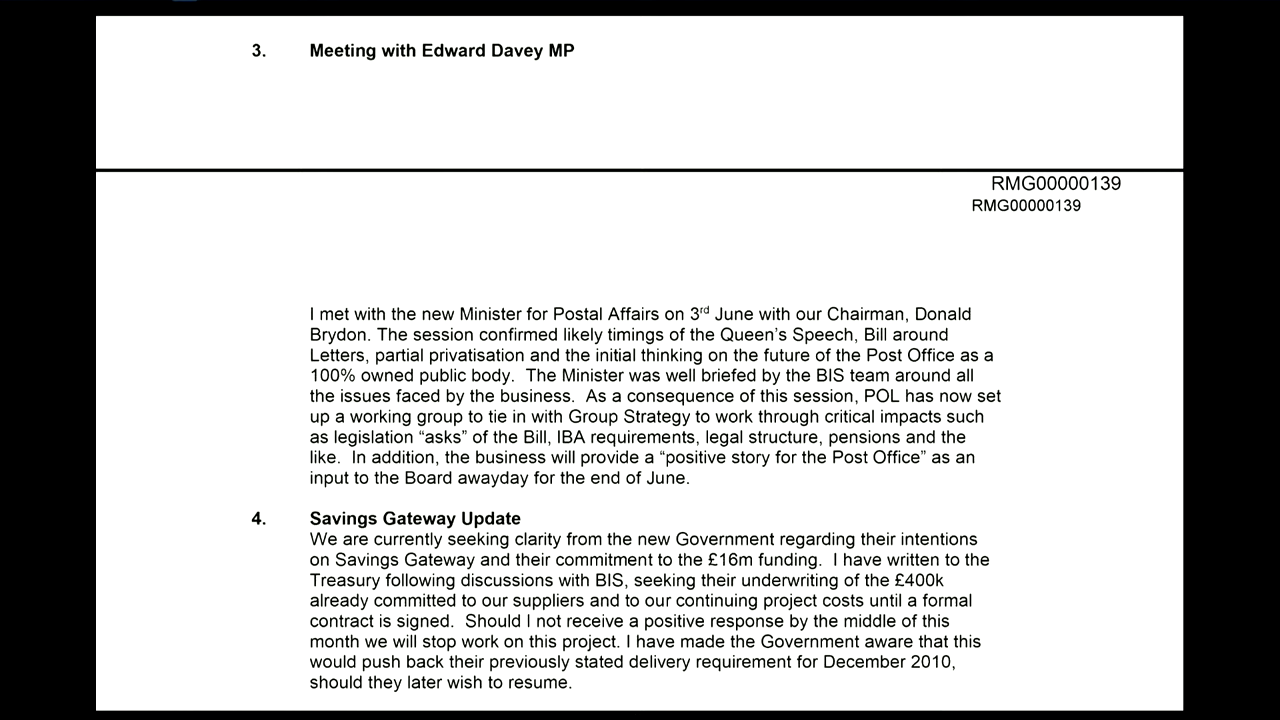 3. Meeting with Edward Davey MP
RMG00000139
RMG00000139
I met with the new Minister for Postal Affairs on 3rd June with our Chairman, Donald
Brydon. The session confirmed likely timings of the Queen's Speech, Bill around
Letters, partial privatisation and the initial thinking on the future of the Post Office as a
100% owned public body. The Minister was well briefed by the BIS team around all
the issues faced by the business. As a consequence of this session, POL has now set
up a working group to tie in with Group Strategy to work through critical impacts such
as legislation “asks” of the Bill, IBA requirements, legal structure, pensions and the
like. In addition, the business will provide a “positive story for the Post Office” as an
input to the Board awayday for the end of June.
4. Savings Gateway Update
We are currently seeking clarity from the new Government regarding their intentions
on Savings Gateway and their commitment to the £16m funding. I have written to the
Treasury following discussions with BIS, seeking their underwriting of the £400k
already committed to our suppliers and to our continuing project costs until a formal
contract is signed. Should I not receive a positive response by the middle of this
month we will stop work on this project. I have made the Government aware that this
would push back their previously stated delivery requirement for December 2010,
should they later wish to resume.